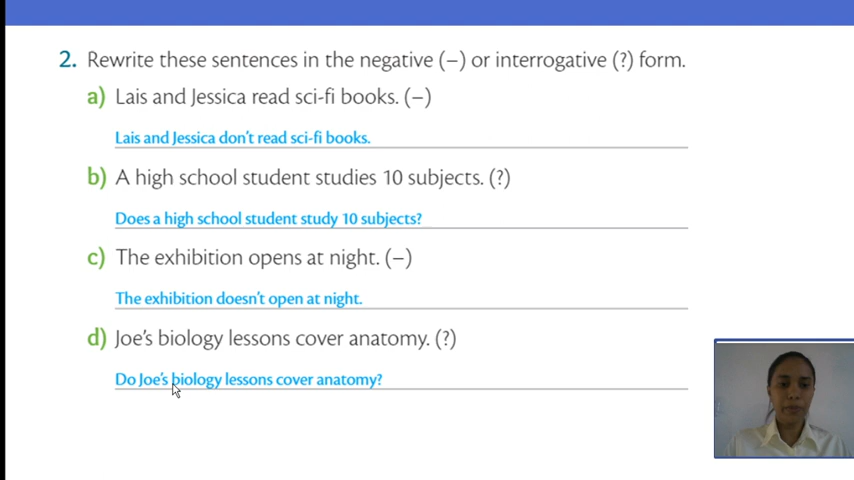 2. Rewrite these sentences in the negative (–) or interrogative (?) form.
a) Lais and Jessica read sci-fi books. (–)
Lais and Jessica don't read sci-fi books.
b) A high school student studies 10 subjects. (?)
Does a high school student study 10 subjects?
c) The exhibition opens at night. (–)
The exhibition doesn't open at night.
d) Joe's biology lessons cover anatomy. (?)
Do Joe's biology lessons cover anatomy?